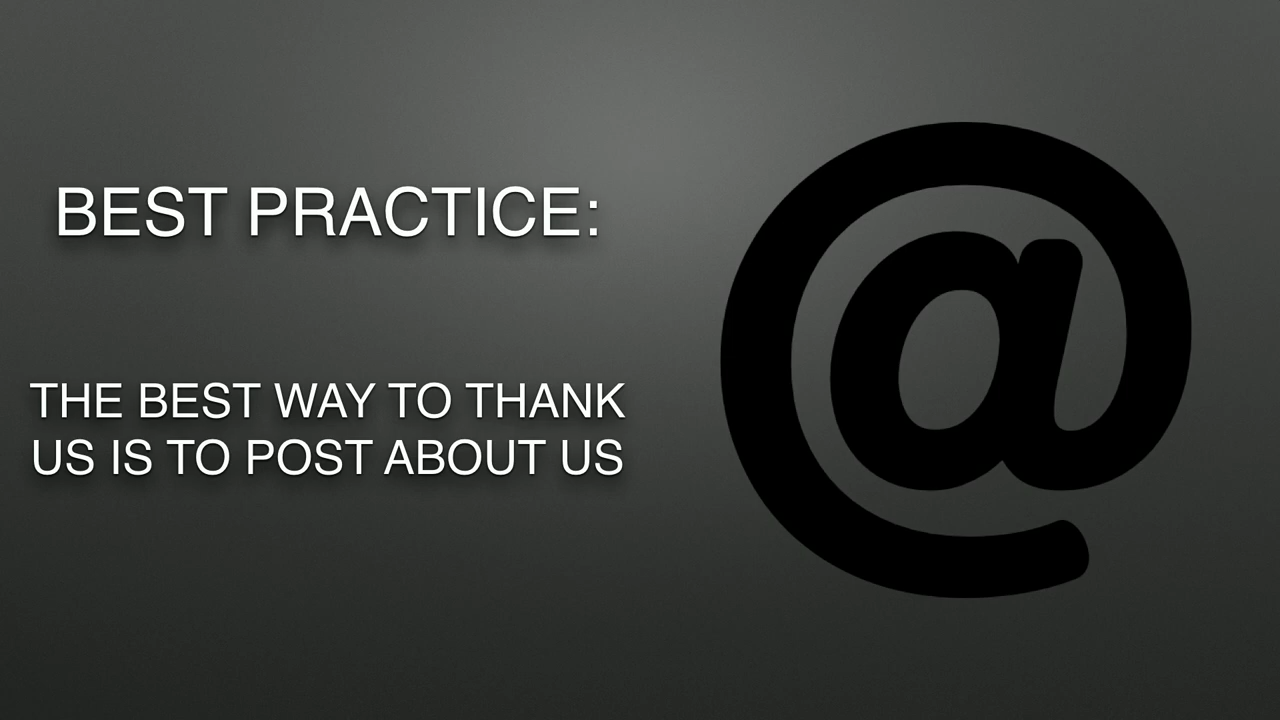 BEST PRACTICE:
THE BEST WAY TO THANK
US IS TO POST ABOUT US
@